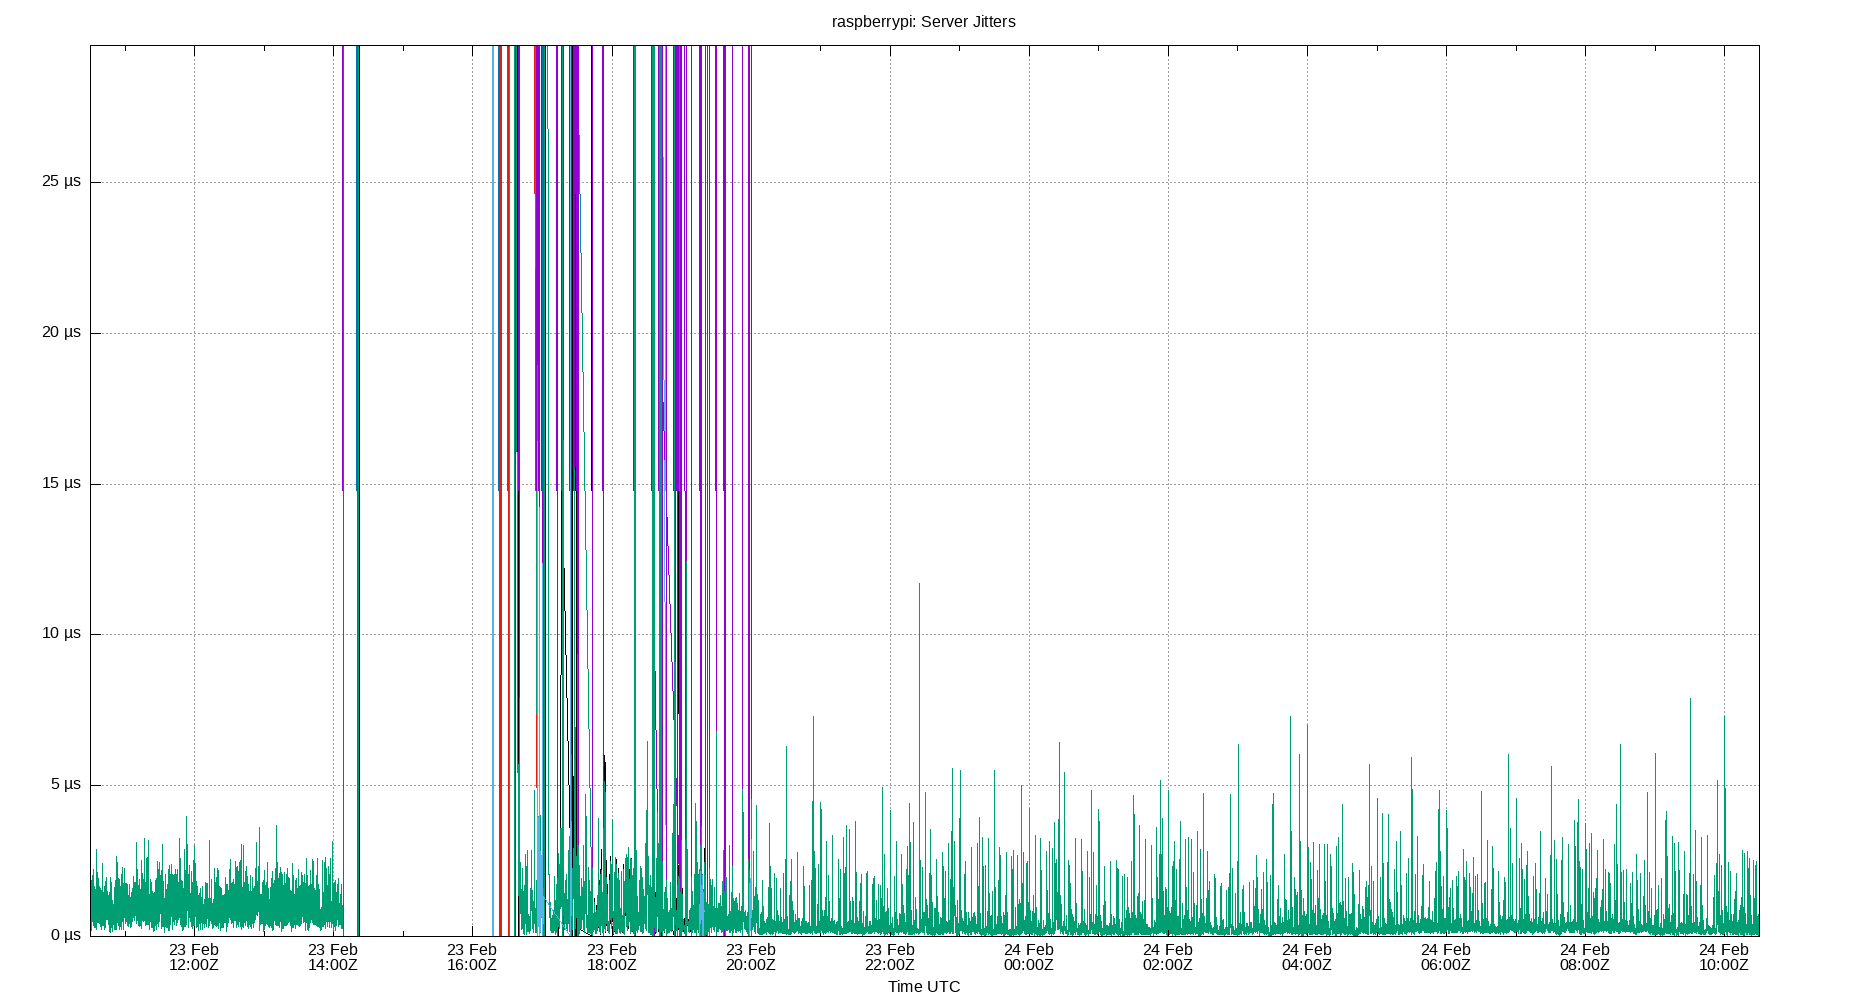 raspberrypi: Server Jitters
25 µs
20 µs
15 µs
10 µs
5 µs
0 µs
23 Feb 23 Feb 23 Feb 23 Feb 23 Feb 23 Feb 24 Feb 24 Feb 24 Feb 24 Feb 24 Feb 24 Feb
12:00Z 14:00Z 16:00Z 18:00Z 20:00Z 22:00Z 00:00Z 02:00Z 04:00Z 06:00Z 08:00Z 10:00Z
Time UTC